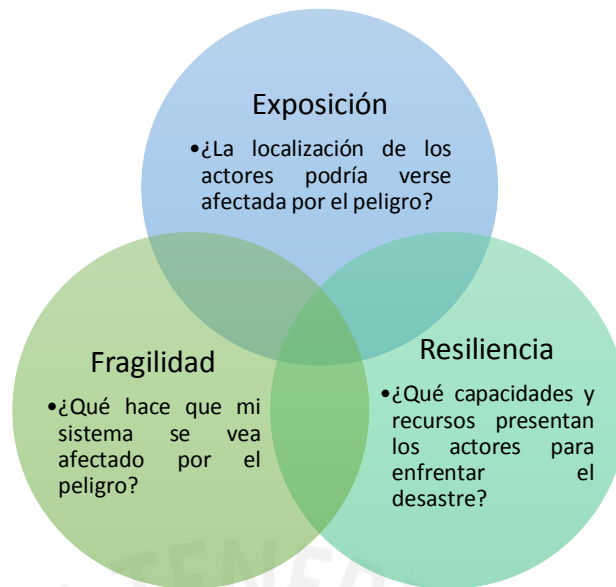 Exposición
•¿La localización de los
actores podría verse
afectada por el peligro?
Fragilidad
•¿Qué hace que mi
sistema se vea
afectado por el
peligro?
Resiliencia
•¿Qué capacidades y
recursos presentan
los actores para
enfrentar el
desastre?